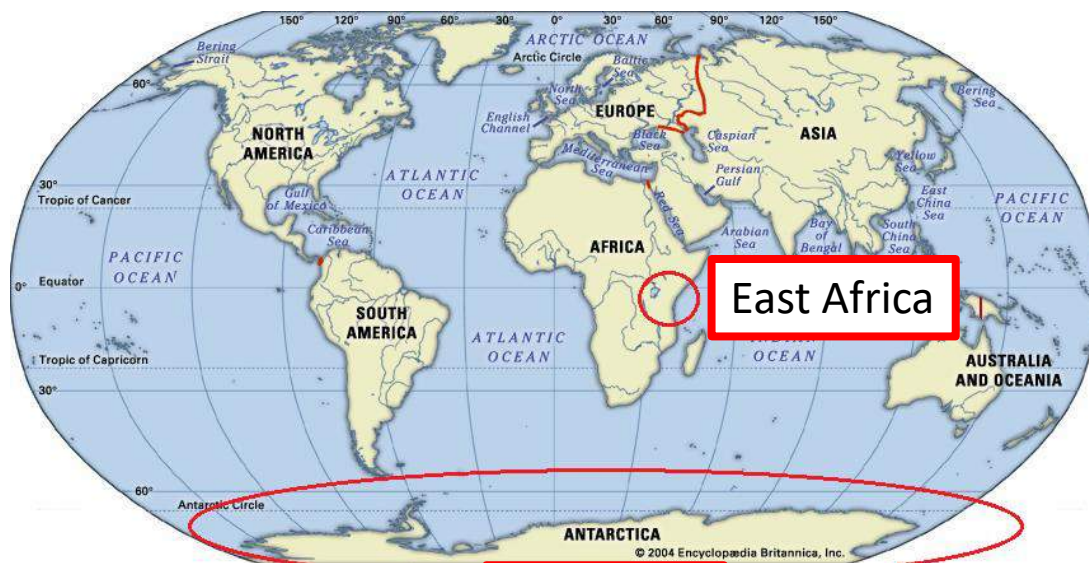 150° 120° 90° 60° 30° 0° 30° 60° 90° 120° 150°
ARCTIC OCEAN
Arctic Circle
Bering
Strait
Baltic
Sea
60°
North
Sea
Bering
Sea
EUROPE
English
Channel
NORTH
AMERICA
ASIA
Black
Sea
Caspian
Sea
Mediterranean
Sea
Yellow
Sea
ATLANTIC
OCEAN
Persian
Gulf
30°
Tropic of Cancer
Gulf
of Mexico
Red Sea
East
China
Sea
PACIFIC
OCEAN
Caribbean
Sea
AFRICA
Arabian
Sea
Bay
of
Bengal
South
China
Sea
PACIFIC
OCEAN
0°
Equator
East Africa
SOUTH
AMERICA
ATLANTIC
OCEAN
OCEAN
Tropic of Capricorn
AUSTRALIA
AND OCEANIA
30°
60°
Antarctic Circle
ANTARCTICA
© 2004 Encyclopædia Britannica, Inc.